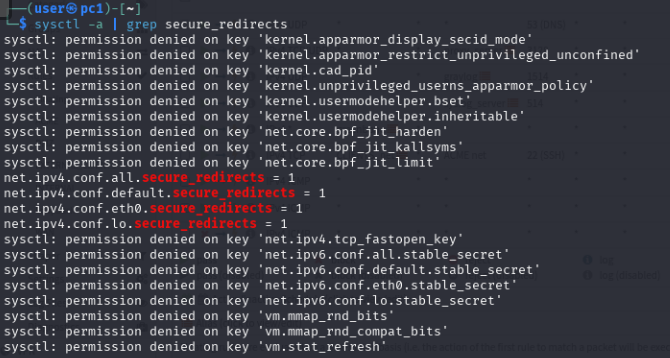 (user㉿pc1)-[~]
$ sysctl -a | grep secure_redirects
sysctl: permission denied on key 'kernel.apparmor_display_secid_mode'
sysctl: permission denied on key 'kernel.apparmor_restrict_unprivileged_unconfined'
sysctl: permission denied on key 'kernel.cad_pid'
sysctl: permission denied on key 'kernel.unprivileged_userns_apparmor_policy'
sysctl: permission denied on key 'kernel.usermodehelper.bset'
sysctl: permission denied on key 'kernel.usermodehelper.inheritable'
sysctl: permission denied on key 'net.core.bpf_jit_harden'
sysctl: permission denied on key 'net.core.bpf_jit_kallsyms'
sysctl: permission denied on key 'net.core.bpf_jit_limit'
net.ipv4.conf.all.secure_redirects = 1
net.ipv4.conf.default.secure_redirects = 1
net.ipv4.conf.eth0.secure_redirects = 1
net.ipv4.conf.lo.secure_redirects = 1
sysctl: permission denied on key 'net.ipv4.tcp_fastopen_key'
sysctl: permission denied on key 'net.ipv6.conf.all.stable_secret'
sysctl: permission denied on key 'net.ipv6.conf.default.stable_secret'
sysctl: permission denied on key 'net.ipv6.conf.eth0.stable_secret'
sysctl: permission denied on key 'net.ipv6.conf.lo.stable_secret'
sysctl: permission denied on key 'vm.mmap_rnd_bits'
sysctl: permission denied on key 'vm.mmap_rnd_compat_bits'
sysctl: permission denied on key 'vm.stat_refresh'